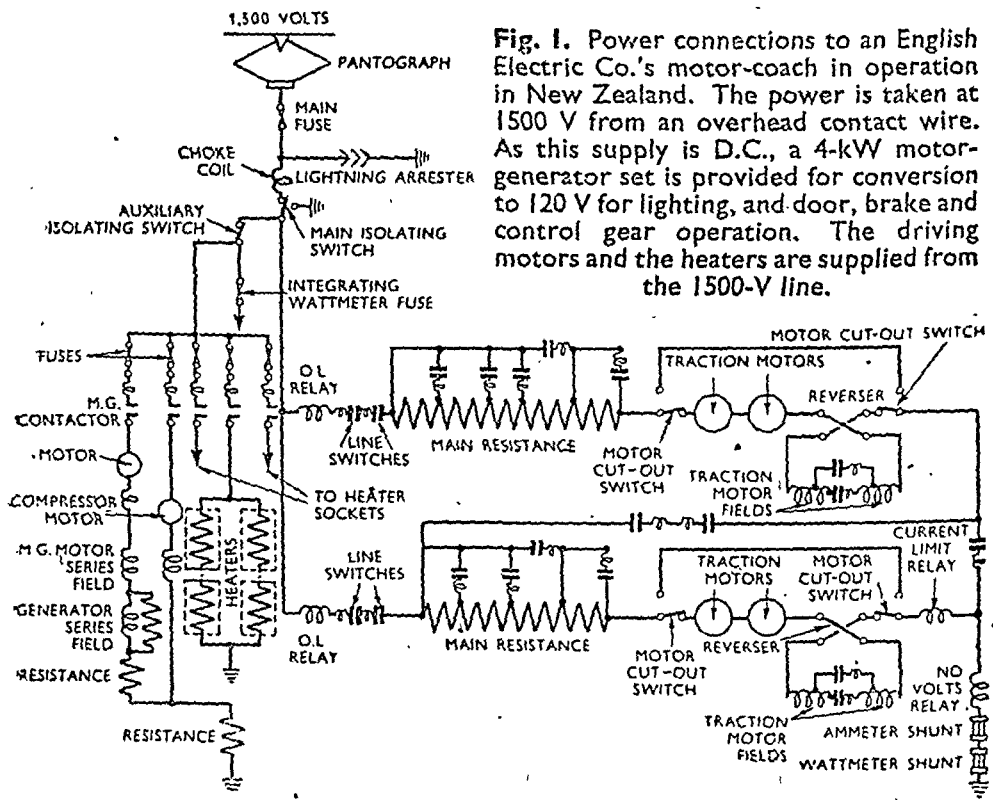 1,500 VOLTS
PANTOGRAPH
MAIN
FUSE
CHOKE
COIL
LIGHTNING ARRESTER
AUXILIARY
ISOLATING SWITCH
MAIN ISOLATING
SWITCH
INTEGRATING
WATTMETER FUSE
Fig. 1. Power connections to an English
Electric Co.'s motor-coach in operation
in New Zealand. The power is taken at
1500 V from an overhead contact wire.
As this supply is D.C., a 4-kW motor-
generator set is provided for conversion
to 120 V for lighting, and door, brake and
control gear operation. The driving
motors and the heaters are supplied from
the 1500-V line.
FUSES
M.G.
CONTACTOR
MOTOR
COMPRESSOR
MOTOR
M G. MOTOR
SERIES
FIELD
GENERATOR
SERIES
FIELD
RESISTANCE
RESISTANCE
HEATERS
TO HEATER
SOCKETS
O L
RELAY
LINE
SWITCHES
MAIN RESISTANCE
MOTOR
CUT-OUT
SWITCH
TRACTION MOTORS
MOTOR CUT-OUT SWITCH
REVERSER
TRACTION
MOTOR
FIELDS
LINE
SWITCHES
O.L
RELAY
MAIN RESISTANCE
MOTOR
CUT-OUT
SWITCH
TRACTION
MOTORS
REVERSER
MOTOR
CUT-OUT
SWITCH
CURRENT
LIMIT
RELAY
TRACTION
MOTOR
FIELDS
NO
VOLTS
RELAY
AMMETER SHUNT
WATTMETER SHUNT